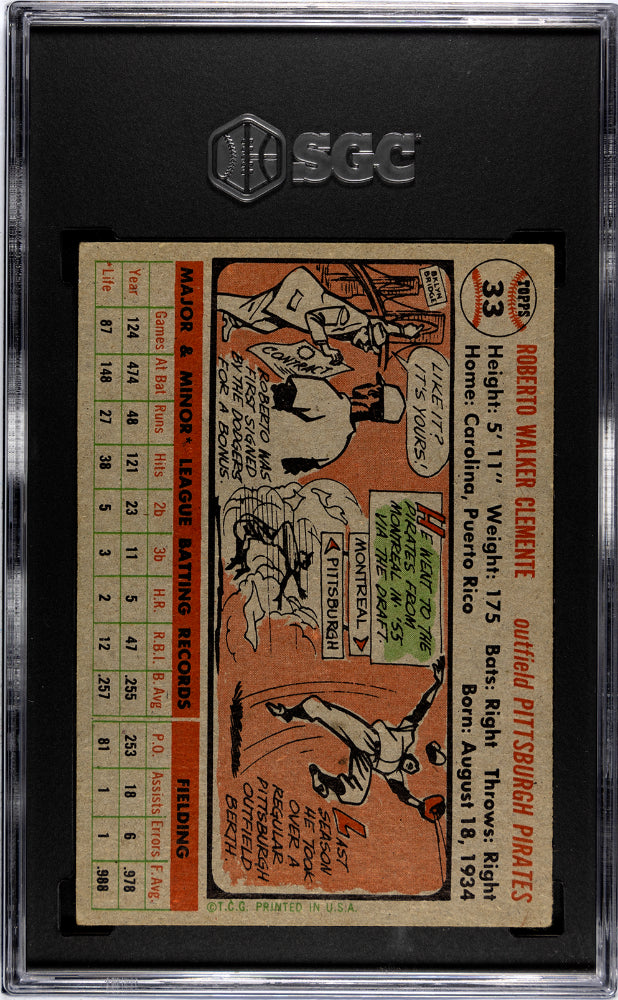 SGC
TOPPS
33
ROBERTO WALKER CLEMENTE outfield PITTSBURGH PIRATES
Height: 5' 11" Weight: 175 Bats: Right Throws: Right
Home: Carolina, Puerto Rico Born: August 18, 1934
BKLYN
BRIDGE
LIKE IT?
IT'S YOURS!
CONTRACT
ROBERTO WAS
FIRST SIGNED
BY THE DODGERS
FOR A BONUS
HE WENT TO THE
PIRATES FROM
MONTREAL IN '55
VIA THE DRAFT.
MONTREAL
PITTSBURGH
LAST
SEASON
HE TOOK
OVER A
REGULAR
PITTSBURGH
OUTFIELD
BERTH.
MAJOR & MINOR* LEAGUE BATTING RECORDS FIELDING
Games At Bat Runs Hits 2b 3b H.R. R.B.I. B. Avg. P.O. Assists Errors F. Avg.
Year 124 474 48 121 23 11 5 47 .255 253 18 6 .978
*Life 87 148 27 38 5 3 2 12 .257 81 1 1 .988
©T.C.G. PRINTED IN U.S.A.